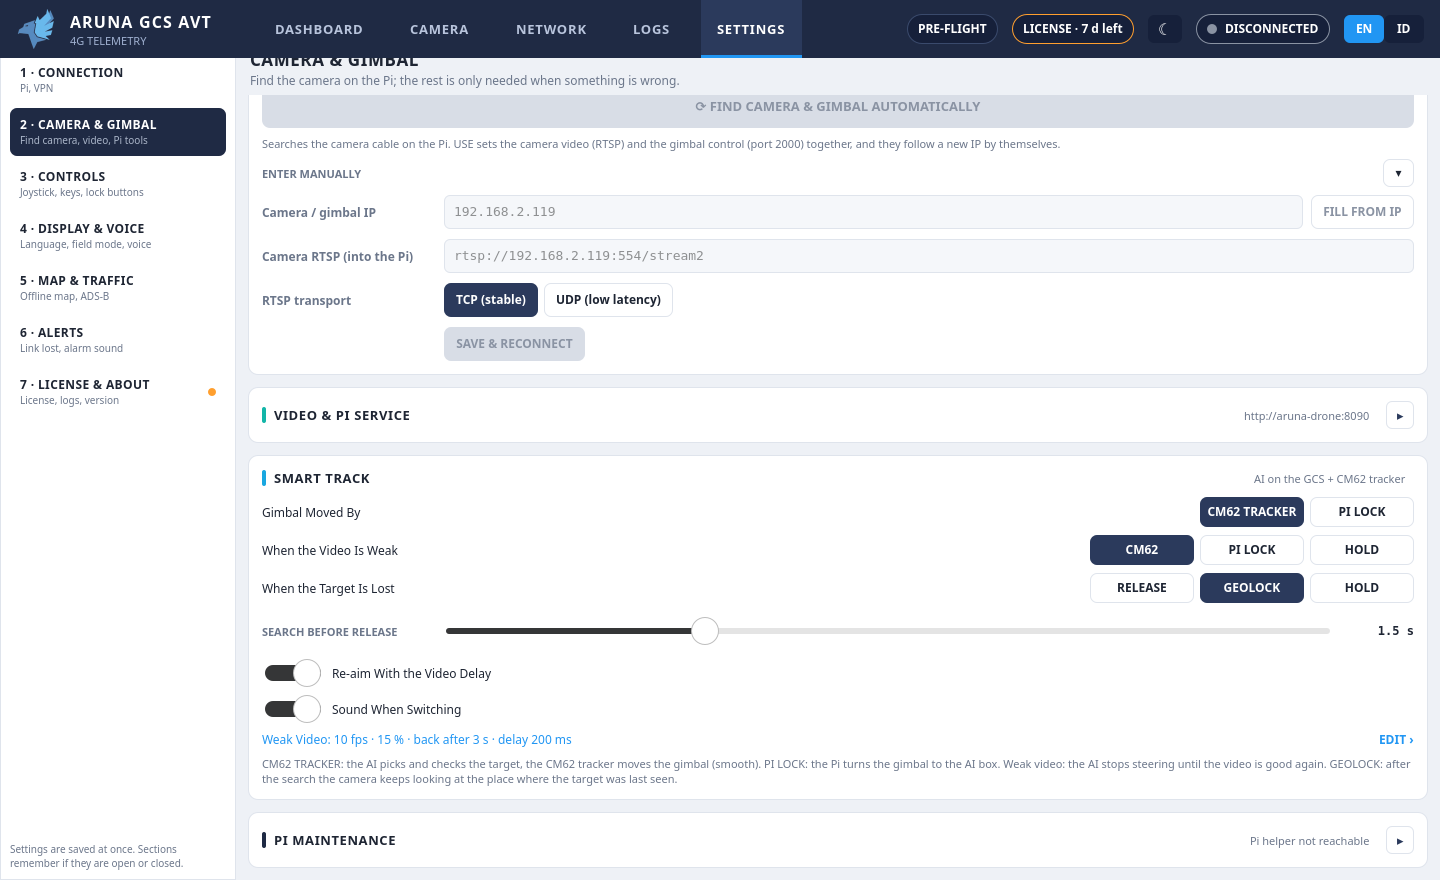 ARUNA GCS AVT
4G TELEMETRY
DASHBOARD
CAMERA
NETWORK
LOGS
SETTINGS
PRE-FLIGHT
LICENSE · 7 d left
☾
DISCONNECTED
EN
ID
1 · CONNECTION
Pi, VPN
2 · CAMERA & GIMBAL
Find camera, video, Pi tools
3 · CONTROLS
Joystick, keys, lock buttons
4 · DISPLAY & VOICE
Language, field mode, voice
5 · MAP & TRAFFIC
Offline map, ADS-B
6 · ALERTS
Link lost, alarm sound
7 · LICENSE & ABOUT
License, logs, version
Settings are saved at once. Sections
remember if they are open or closed.
CAMERA & GIMBAL
Find the camera on the Pi; the rest is only needed when something is wrong.
⟳ FIND CAMERA & GIMBAL AUTOMATICALLY
Searches the camera cable on the Pi. USE sets the camera video (RTSP) and the gimbal control (port 2000) together, and they follow a new IP by themselves.
ENTER MANUALLY
▾
Camera / gimbal IP
192.168.2.119
FILL FROM IP
Camera RTSP (into the Pi)
rtsp://192.168.2.119:554/stream2
RTSP transport
TCP (stable)
UDP (low latency)
SAVE & RECONNECT
VIDEO & PI SERVICE
http://aruna-drone:8090
▸
SMART TRACK
AI on the GCS + CM62 tracker
Gimbal Moved By
CM62 TRACKER
PI LOCK
When the Video Is Weak
CM62
PI LOCK
HOLD
When the Target Is Lost
RELEASE
GEOLOCK
HOLD
SEARCH BEFORE RELEASE
1.5 s
Re-aim With the Video Delay
Sound When Switching
Weak Video: 10 fps · 15 % · back after 3 s · delay 200 ms
EDIT ›
CM62 TRACKER: the AI picks and checks the target, the CM62 tracker moves the gimbal (smooth). PI LOCK: the Pi turns the gimbal to the AI box. Weak video: the AI stops steering until the video is good again. GEOLOCK: after
the search the camera keeps looking at the place where the target was last seen.
PI MAINTENANCE
Pi helper not reachable
▸